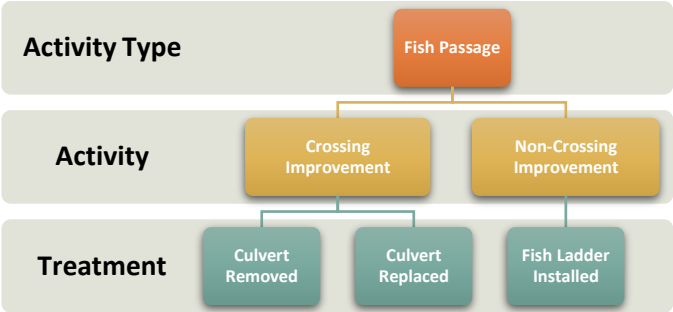 Activity Type
Fish Passage
Activity
Crossing
Improvement
Non-Crossing
Improvement
Treatment
Culvert
Removed
Culvert
Replaced
Fish Ladder
Installed